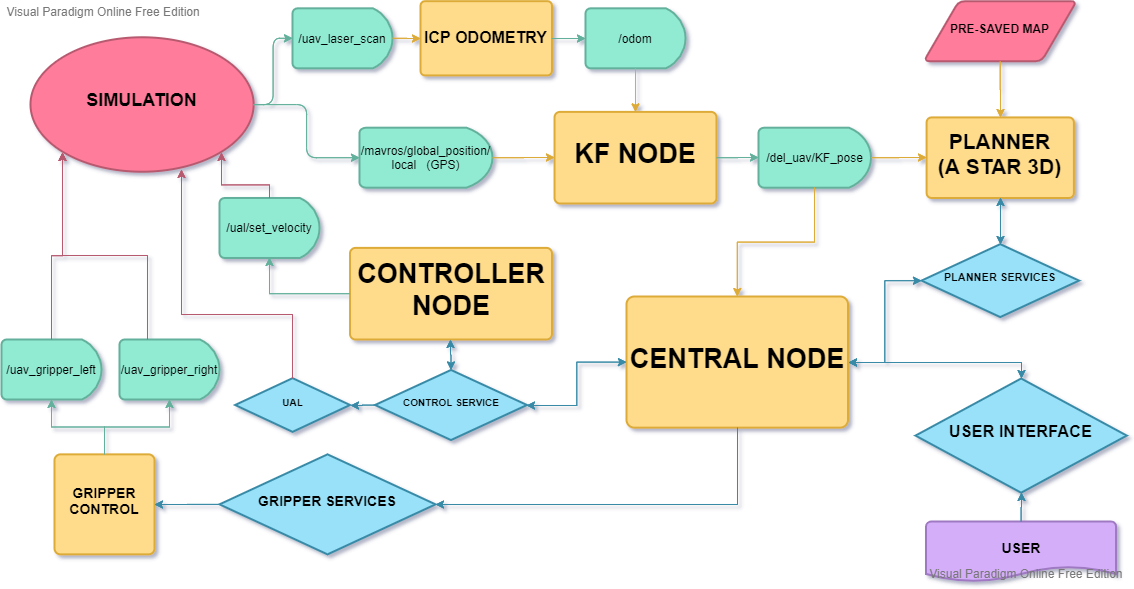 Visual Paradigm Online Free Edition
/uav_laser_scan
ICP ODOMETRY
/odom
PRE-SAVED MAP
SIMULATION
/mavros/global_position/
local (GPS)
KF NODE
/del_uav/KF_pose
PLANNER
(A STAR 3D)
/ual/set_velocity
CONTROLLER
NODE
PLANNER SERVICES
CENTRAL NODE
/uav_gripper_left
/uav_gripper_right
UAL
CONTROL SERVICE
USER INTERFACE
GRIPPER
CONTROL
GRIPPER SERVICES
USER
Visual Paradigm Online Free Edition